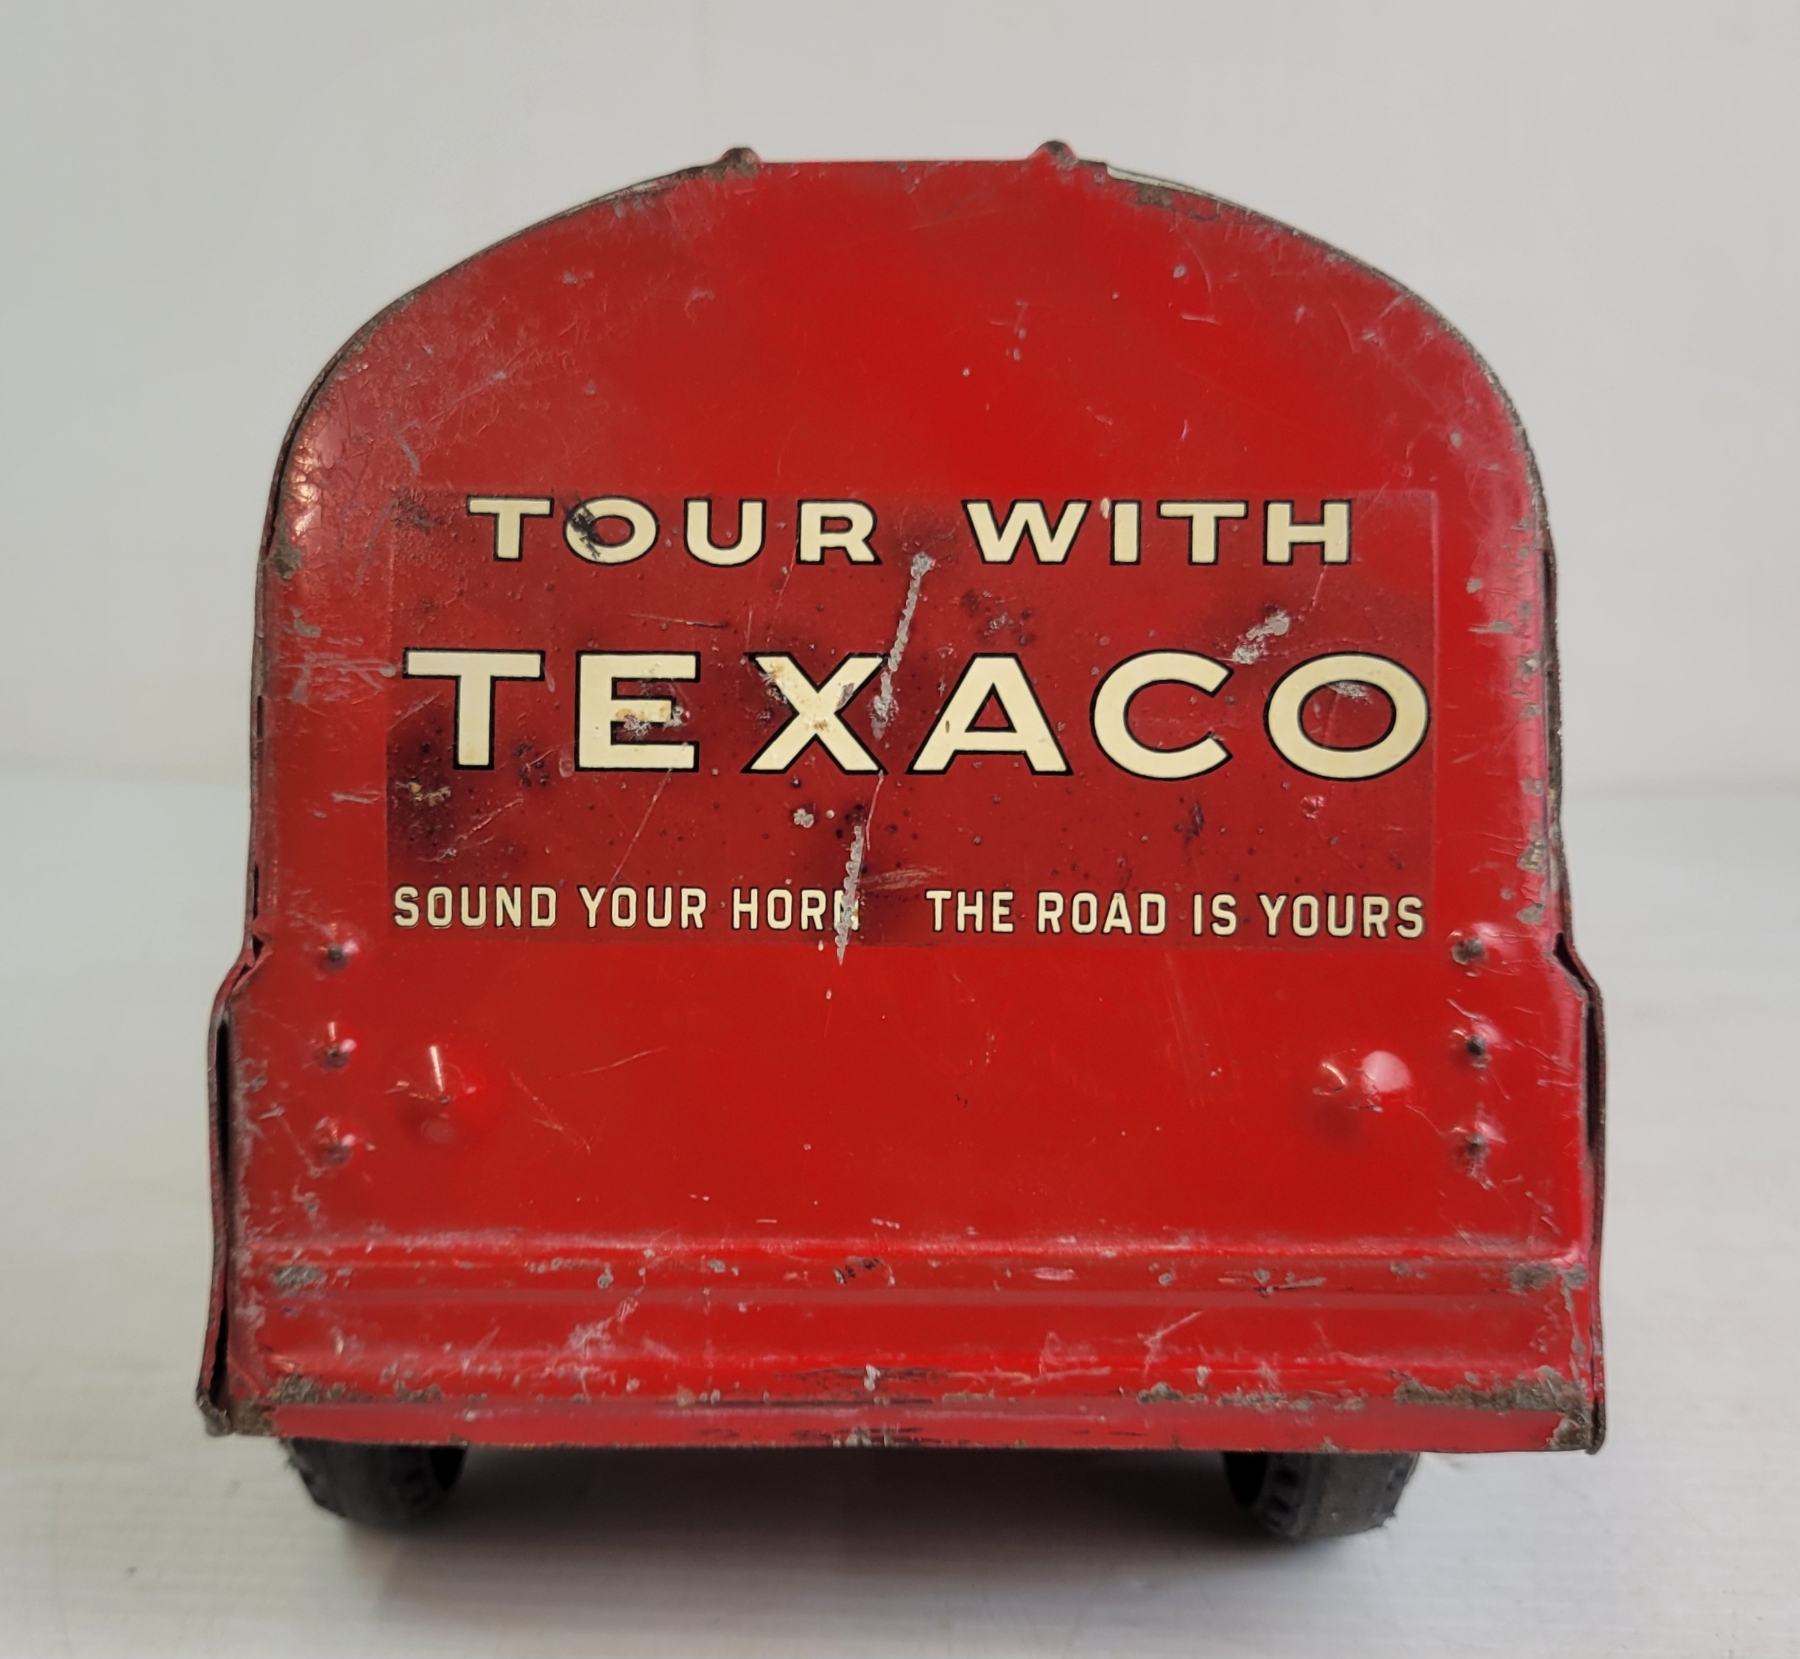 TOUR WITH
TEXACO
SOUND YOUR HORN THE ROAD IS YOURS